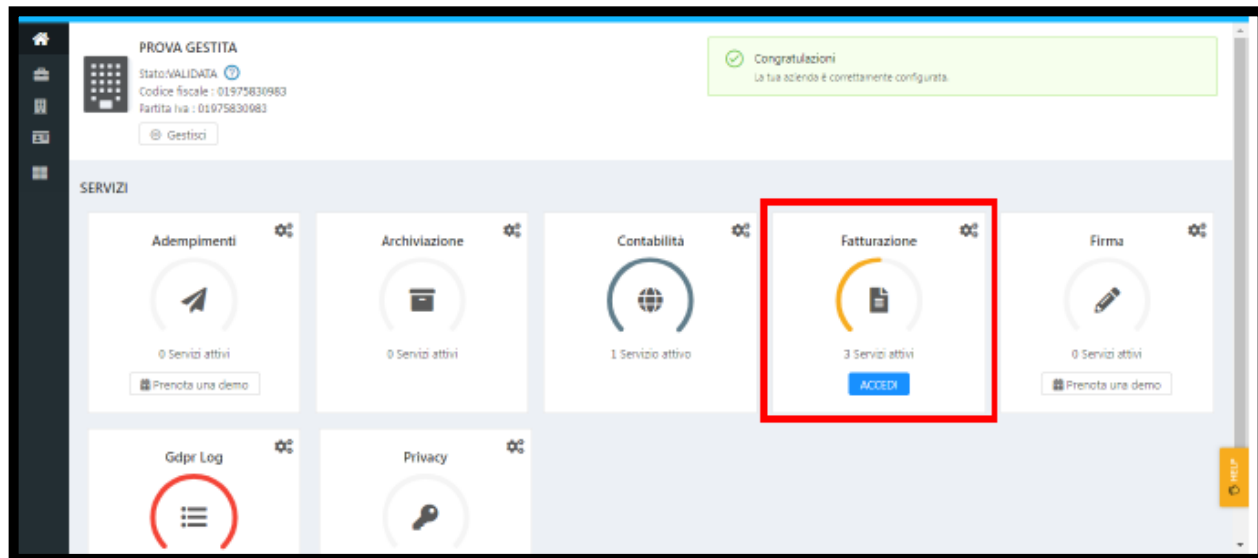 PROVA GESTITA
Stato:VALIDATA
Codice fiscale : 01975830983
Partita Iva : 01975830983
Gestisci
Congratulazioni
La tua azienda è correttamente configurata.
SERVIZI
Adempimenti
0 Servizi attivi
Prenota una demo
Archiviazione
0 Servizi attivi
Contabilità
1 Servizio attivo
Fatturazione
3 Servizi attivi
ACCEDI
Firma
0 Servizi attivi
Prenota una demo
Gdpr Log
Privacy
HELP